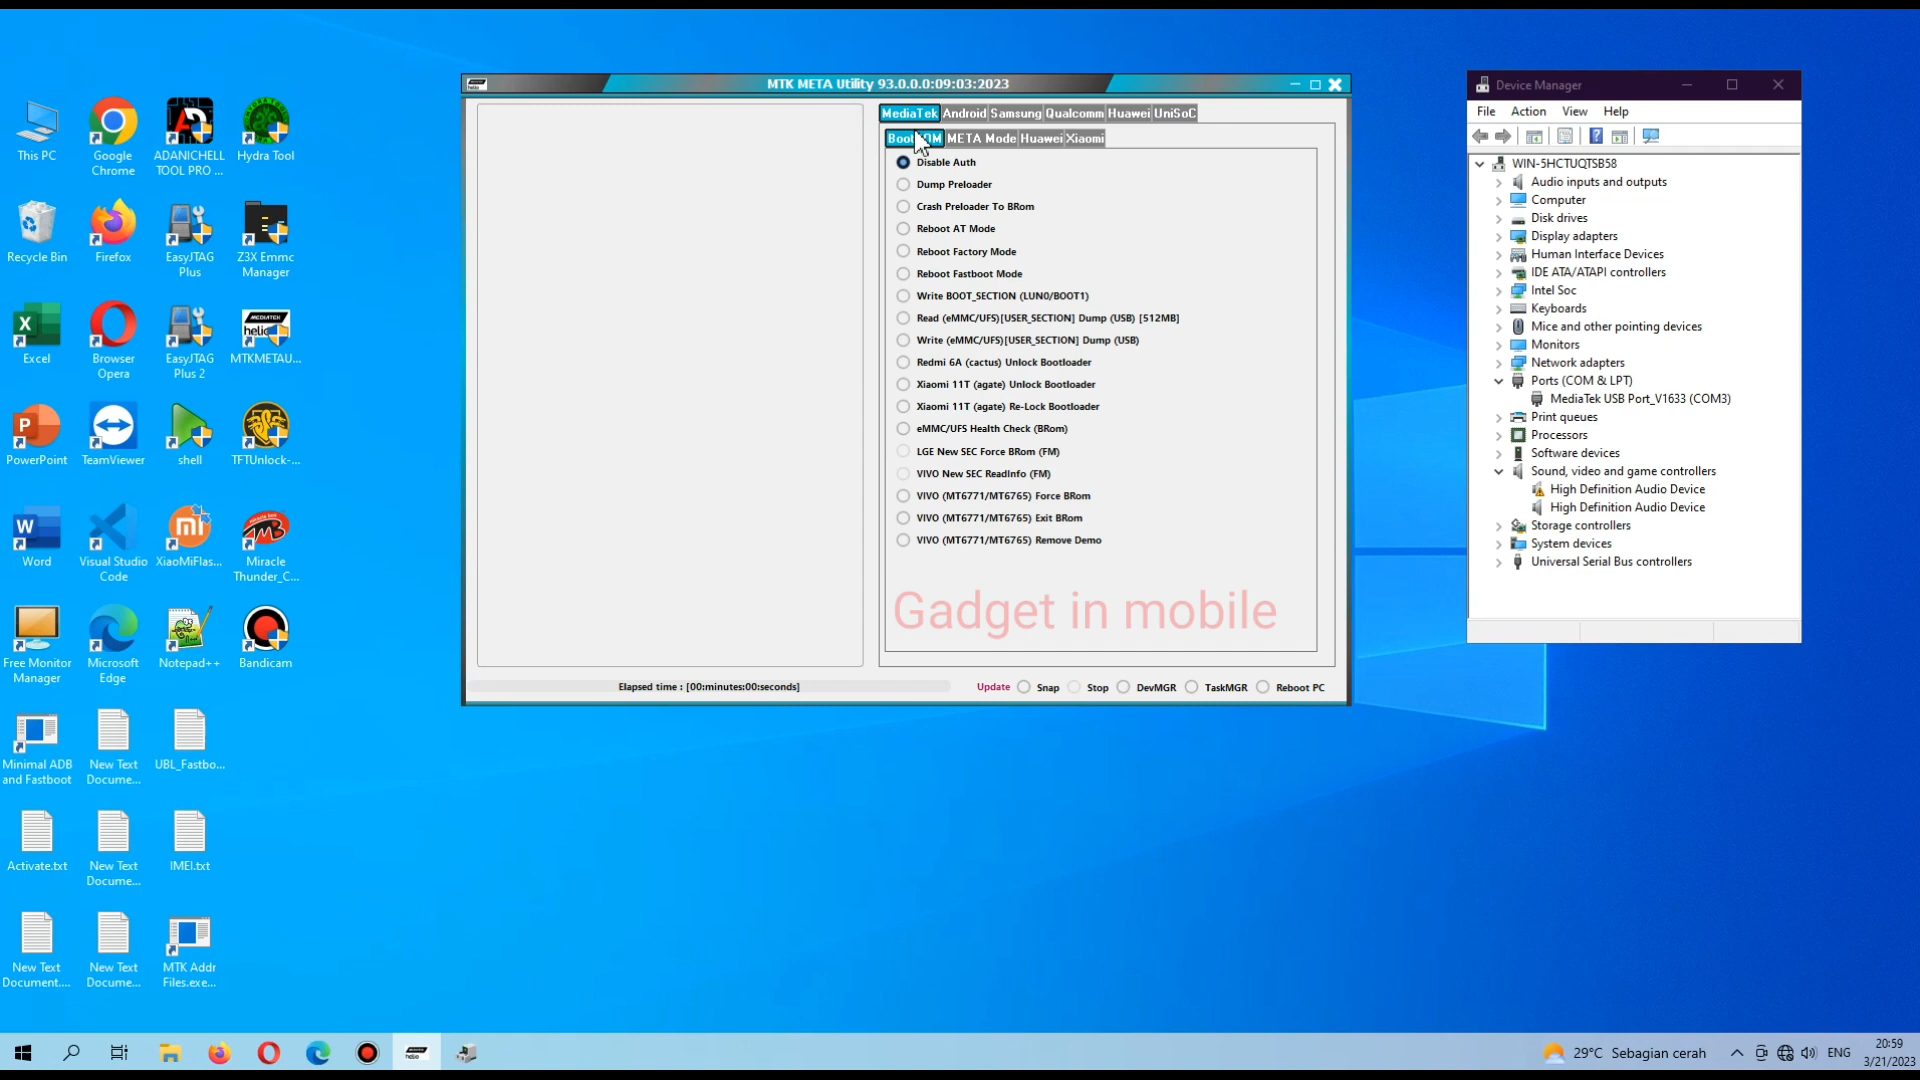 This PC
Google
Chrome
ADANICHELL
TOOL PRO ...
Hydra Tool
Recycle Bin
Firefox
EasyJTAG
Plus
Z3X Emmc
Manager
Excel
Browser
Opera
EasyJTAG
Plus 2
MTKMETAU...
PowerPoint
TeamViewer
shell
TFTUnlock-...
Word
Visual Studio
Code
XiaoMiFlas...
Miracle
Thunder_C...
Free Monitor
Manager
Microsoft
Edge
Notepad++
Bandicam
Minimal ADB
and Fastboot
New Text
Docume...
UBL_Fastbo...
Activate.txt
New Text
Docume...
IMEI.txt
New Text
Document....
New Text
Docume...
MTK Addr
Files.exe...
MTK META Utility 93.0.0.0:09:03:2023
MediaTek Android Samsung Qualcomm Huawei UniSoC
META Mode Huawei Xiaomi
Disable Auth
Dump Preloader
Crash Preloader To BRom
Reboot AT Mode
Reboot Factory Mode
Reboot Fastboot Mode
Write BOOT_SECTION (LUN0/BOOT1)
Read (eMMC/UFS)[USER_SECTION] Dump (USB) [512MB]
Write (eMMC/UFS)[USER_SECTION] Dump (USB)
Redmi 6A (cactus) Unlock Bootloader
Xiaomi 11T (agate) Unlock Bootloader
Xiaomi 11T (agate) Re-Lock Bootloader
eMMC/UFS Health Check (BRom)
LGE New SEC Force BRom (FM)
VIVO New SEC ReadInfo (FM)
VIVO (MT6771/MT6765) Force BRom
VIVO (MT6771/MT6765) Exit BRom
VIVO (MT6771/MT6765) Remove Demo
Gadget in mobile
Elapsed time : [00:minutes:00:seconds]
Update Snap Stop DevMGR TaskMGR Reboot PC
Device Manager
File Action View Help
WIN-5HCTUQTSB58
Audio inputs and outputs
Computer
Disk drives
Display adapters
Human Interface Devices
IDE ATA/ATAPI controllers
Intel Soc
Keyboards
Mice and other pointing devices
Monitors
Network adapters
Ports (COM & LPT)
MediaTek USB Port_V1633 (COM3)
Print queues
Processors
Software devices
Sound, video and game controllers
High Definition Audio Device
High Definition Audio Device
Storage controllers
System devices
Universal Serial Bus controllers
29°C Sebagian cerah
ENG
20:59
3/21/2023